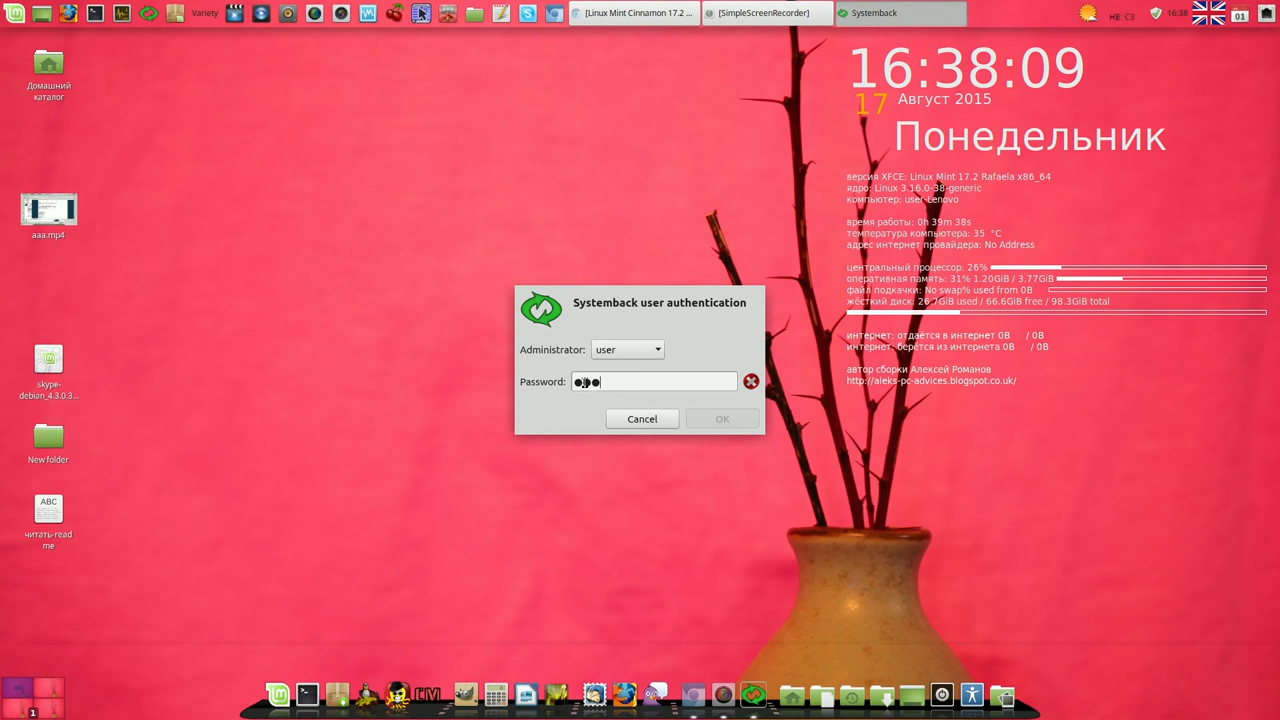 Variety
[Linux Mint Cinnamon 17.2 ...
[SimpleScreenRecorder]
Systemback
НЕ: СЗ
16:38
01
Домашний
каталог
aaa.mp4
skype-
debian_4.3.0.3...
New folder
ABC
читать-read
me
16:38:09
17 Август 2015
Понедельник
версия XFCE: Linux Mint 17.2 Rafaela x86_64
ядро: Linux 3.16.0-38-generic
компьютер: user-Lenovo
время работы: 0h 39m 38s
температура компьютера: 35 °C
адрес интернет провайдера: No Address
центральный процессор: 26%
оперативная память: 31% 1.20GiB / 3.77GiB
файл подкачки: No swap% used from 0B
жёсткий диск: 26.7GiB used / 66.6GiB free / 98.3GiB total
интернет: отдаётся в интернет 0B / 0B
интернет: берётся из интернета 0B / 0B
автор сборки Алексей Романов
http://aleks-pc-advices.blogspot.co.uk/
Systemback user authentication
Administrator: user
Password:
Cancel
OK
1